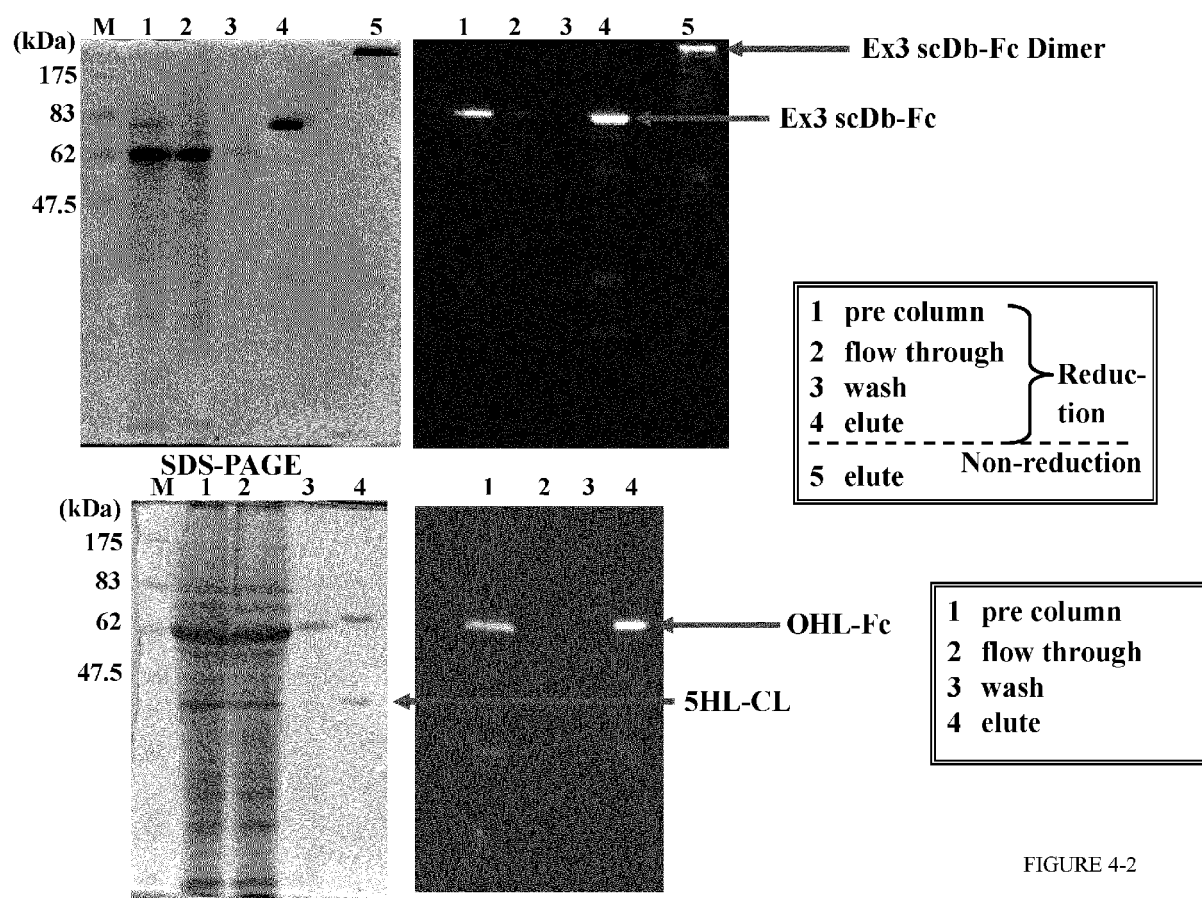 M 1 2 3 4 5
(kDa)
175
83
62
47.5
1 2 3 4 5
Ex3 scDb-Fc Dimer
Ex3 scDb-Fc
1 pre column
2 flow through
3 wash
4 elute
Reduc-
tion
Non-reduction
5 elute
SDS-PAGE
M 1 2 3 4
(kDa)
175
83
62
47.5
1 2 3 4
OHL-Fc
5HL-CL
1 pre column
2 flow through
3 wash
4 elute
FIGURE 4-2